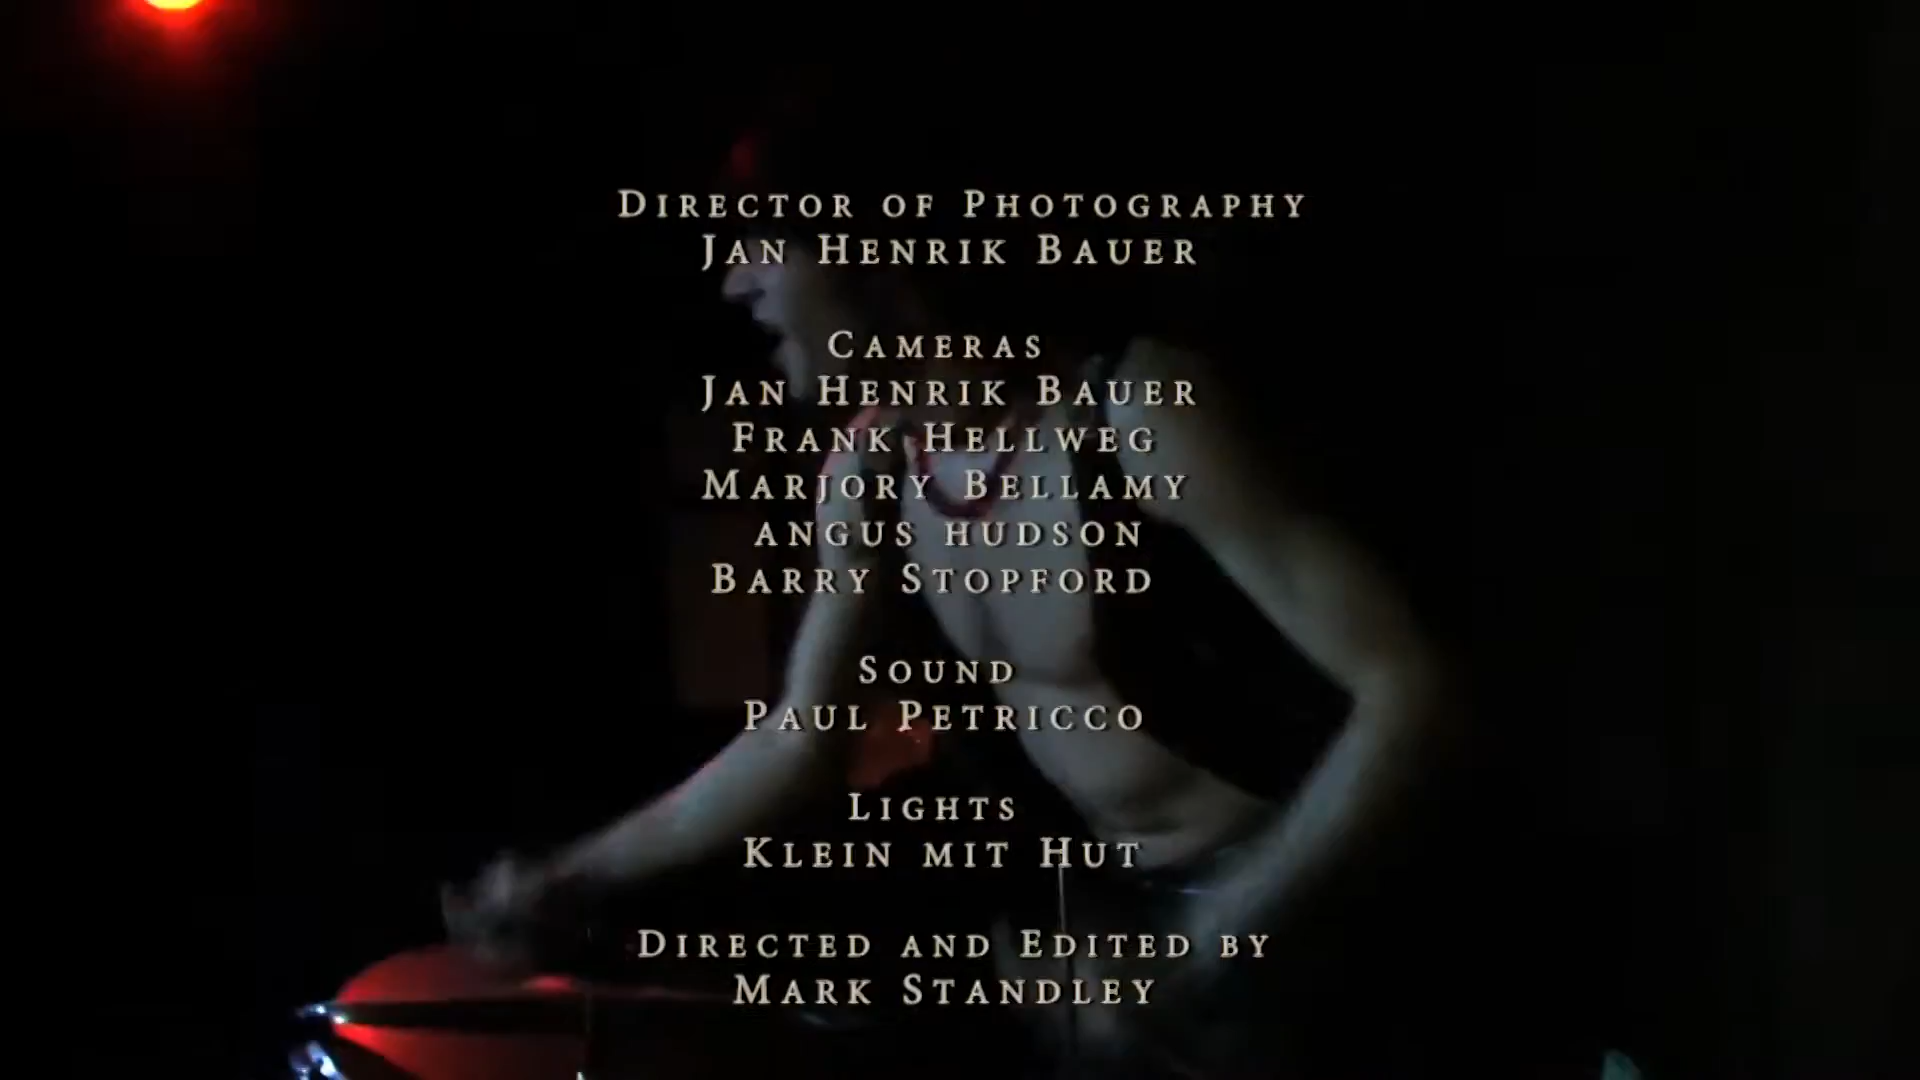 Director of Photography
Jan Henrik Bauer
Cameras
Jan Henrik Bauer
Frank Hellweg
Marjory Bellamy
angus hudson
Barry Stopford
Sound
Paul Petricco
Lights
Klein mit Hut
Directed and Edited by
Mark Standley